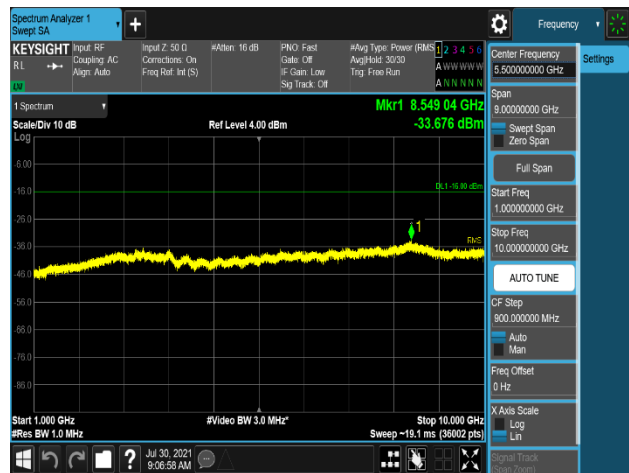 Spectrum Analyzer 1
Swept SA
Frequency
KEYSIGHT
RL
Input: RF
Coupling: AC
Align: Auto
Input Z: 50 Ω
Corrections: On
Freq Ref: Int (S)
#Atten: 16 dB
PNO: Fast
Gate: Off
IF Gain: Low
Sig Track: Off
#Avg Type: Power (RMS
Avg|Hold: 30/30
Trig: Free Run
1 2 3 4 5 6
A W W W W W
A N N N N N
Center Frequency
5.500000000 GHz
Settings
Span
9.00000000 GHz
Swept Span
Zero Span
Full Span
Start Freq
1.000000000 GHz
Stop Freq
10.000000000 GHz
AUTO TUNE
CF Step
900.000000 MHz
Auto
Man
Freq Offset
0 Hz
X Axis Scale
Log
Lin
Signal Track
(Span Zoom)
1 Spectrum
Scale/Div 10 dB
Log
Ref Level 4.00 dBm
Mkr1 8.549 04 GHz
-33.676 dBm
-6.00
-16.0
-26.0
-36.0
-46.0
-56.0
-66.0
-76.0
-86.0
DL1 -16.00 dBm
1
RMS
Start 1.000 GHz
#Res BW 1.0 MHz
#Video BW 3.0 MHz*
Stop 10.000 GHz
Sweep ~19.1 ms (36002 pts)
?
Jul 30, 2021
9:06:58 AM